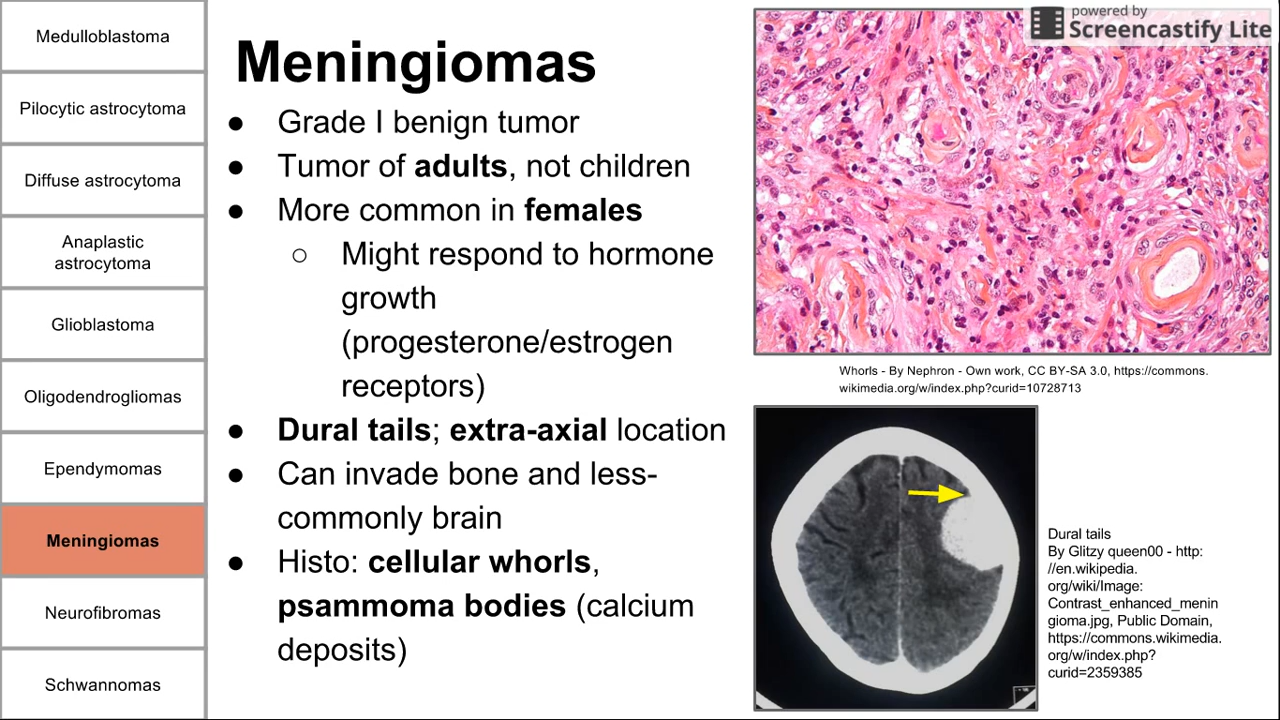 Medulloblastoma
Pilocytic astrocytoma
Diffuse astrocytoma
Anaplastic
astrocytoma
Glioblastoma
Oligodendrogliomas
Ependymomas
Meningiomas
Neurofibromas
Schwannomas
Meningiomas
● Grade I benign tumor
● Tumor of adults, not children
● More common in females
○ Might respond to hormone
growth
(progesterone/estrogen
receptors)
● Dural tails; extra-axial location
● Can invade bone and less-
commonly brain
● Histo: cellular whorls,
psammoma bodies (calcium
deposits)
powered by
Screencastify Lite
Whorls - By Nephron - Own work, CC BY-SA 3.0, https://commons.
wikimedia.org/w/index.php?curid=10728713
Dural tails
By Glitzy queen00 - http:
//en.wikipedia.
org/wiki/Image:
Contrast_enhanced_menin
gioma.jpg, Public Domain,
https://commons.wikimedia.
org/w/index.php?
curid=2359385